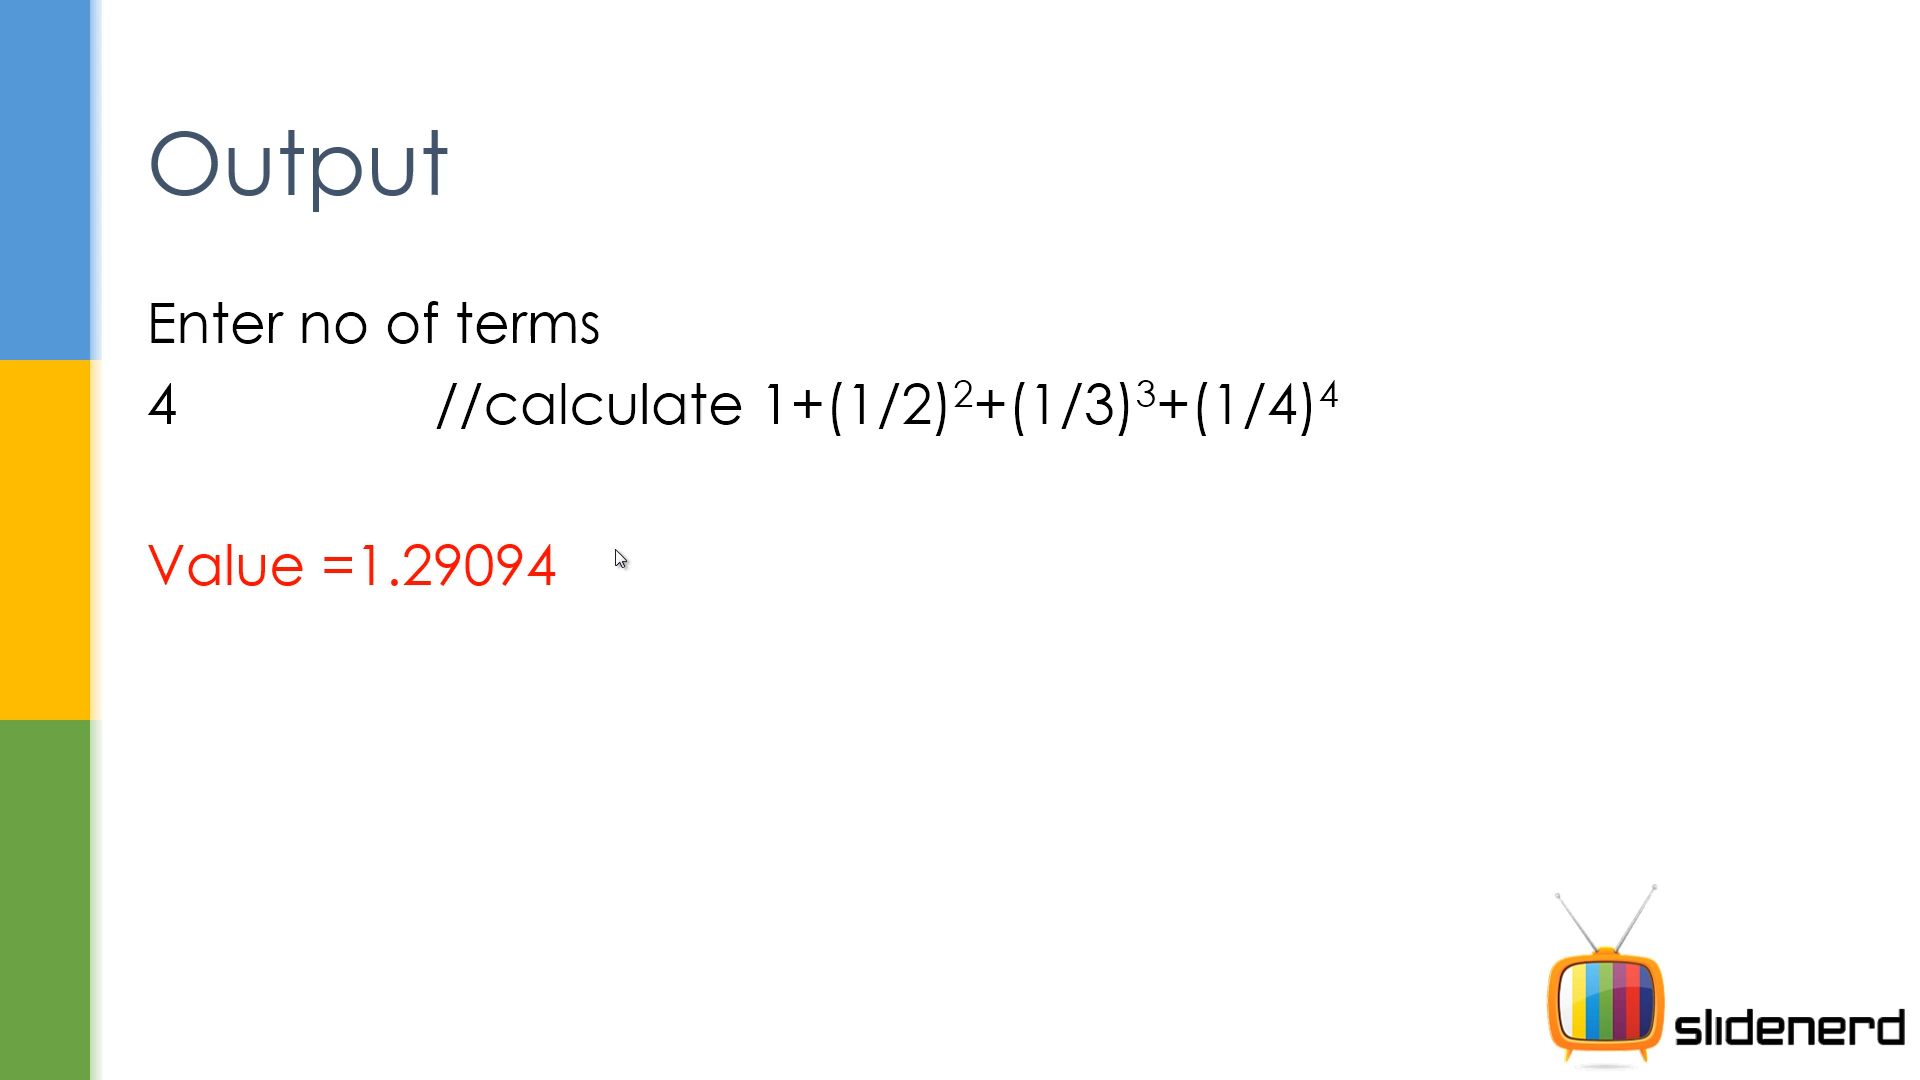 Output
Enter no of terms
4 //calculate 1+(1/2)²+(1/3)³+(1/4)⁴
Value =1.29094
slidenerd